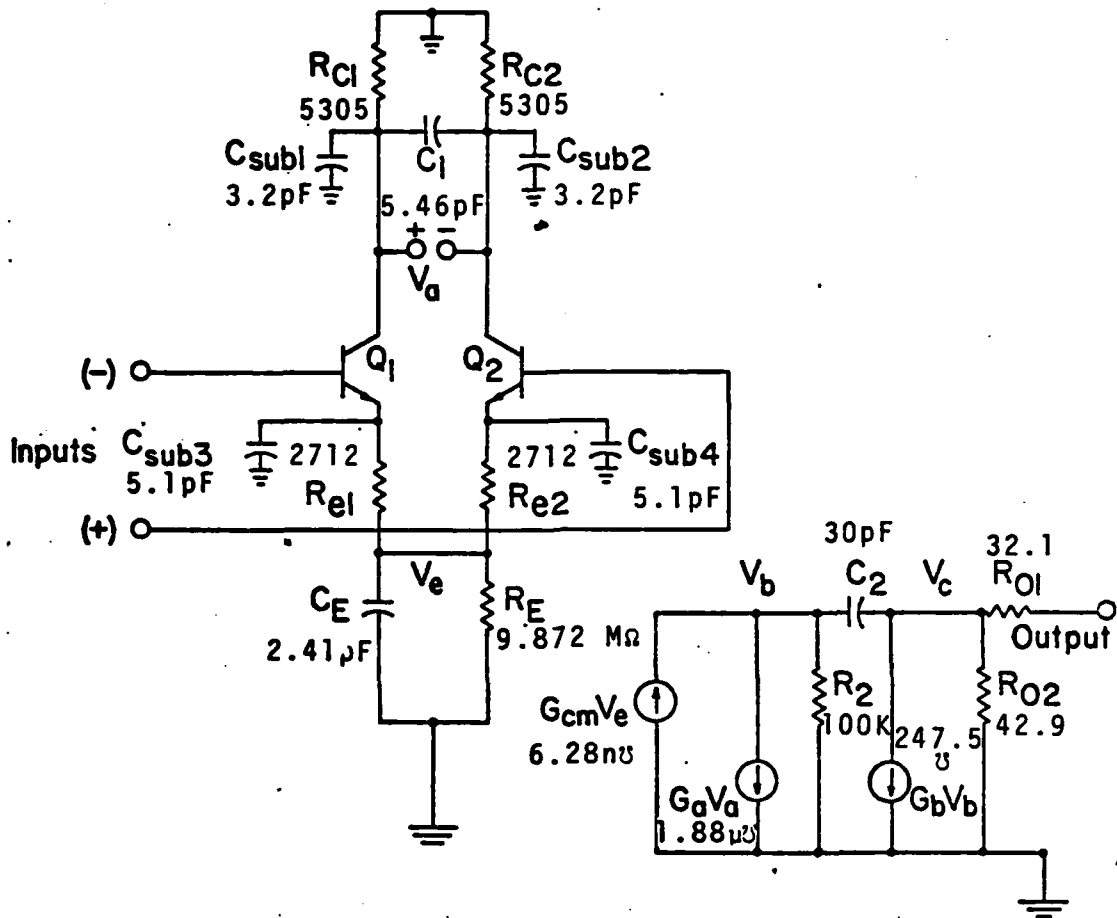 R_C1
5305
R_C2
5305
C_sub1
3.2pF
C_1
5.46pF
C_sub2
3.2pF
+ −
V_a
Q_1
Q_2
(-)
Inputs
(+)
C_sub3
5.1pF
2712
R_e1
2712
R_e2
C_sub4
5.1pF
V_e
C_E
2.41pF
R_E
9.872 MΩ
G_cmV_e
6.28n℧
V_b
30pF
C_2
V_c
32.1
R_O1
Output
R_2
100K
G_aV_a
1.88µ℧
247.5
℧
G_bV_b
R_O2
42.9